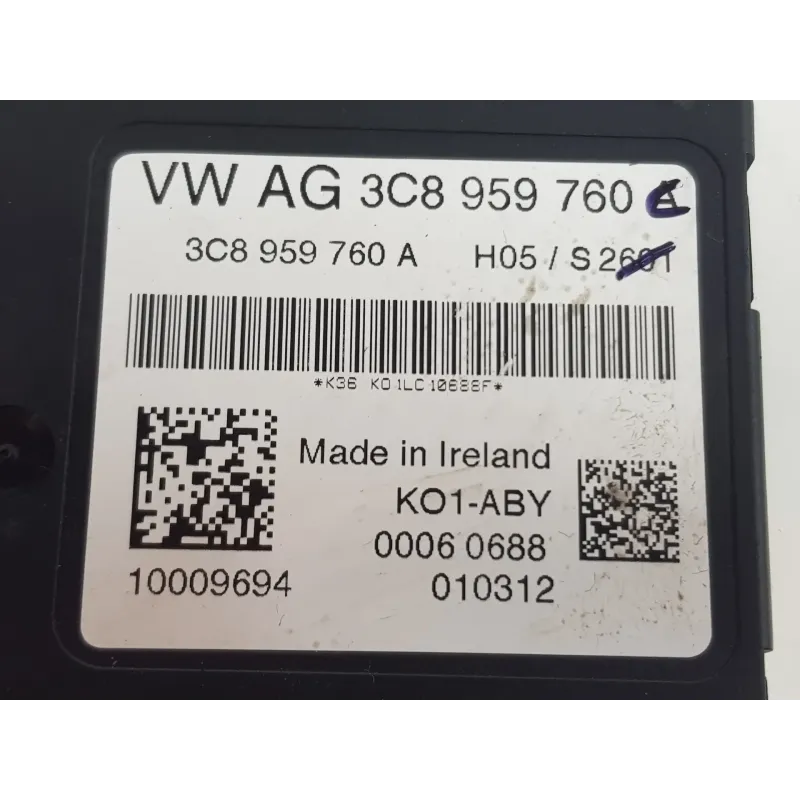 VW AG 3C8 959 760 C
3C8 959 760 A H05 / S 2601
*K36 K01LC10688F*
Made in Ireland
KO1-ABY
0006 0688
10009694 010312